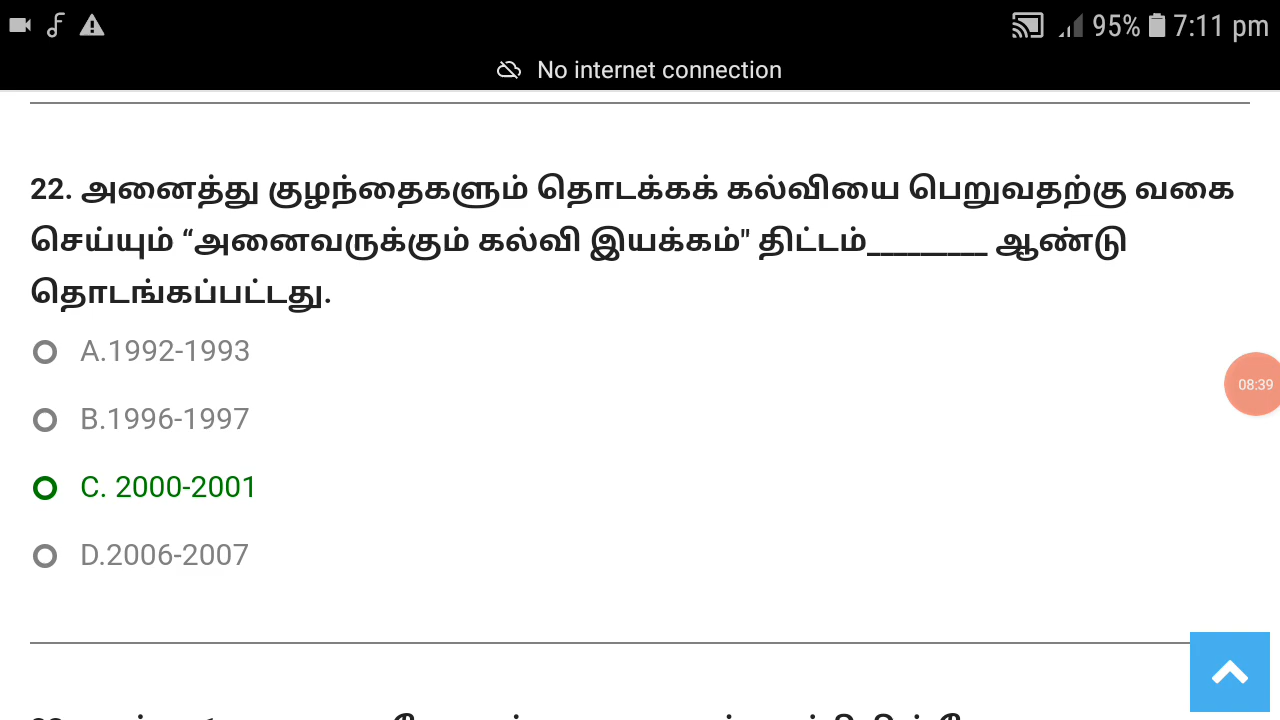 95% 7:11 pm
No internet connection
22. அனைத்து குழந்தைகளும் தொடக்கக் கல்வியை பெறுவதற்கு வகை
செய்யும் “அனைவருக்கும் கல்வி இயக்கம்" திட்டம்_________ ஆண்டு
தொடங்கப்பட்டது.
A.1992-1993
B.1996-1997
08:39
C. 2000-2001
D.2006-2007